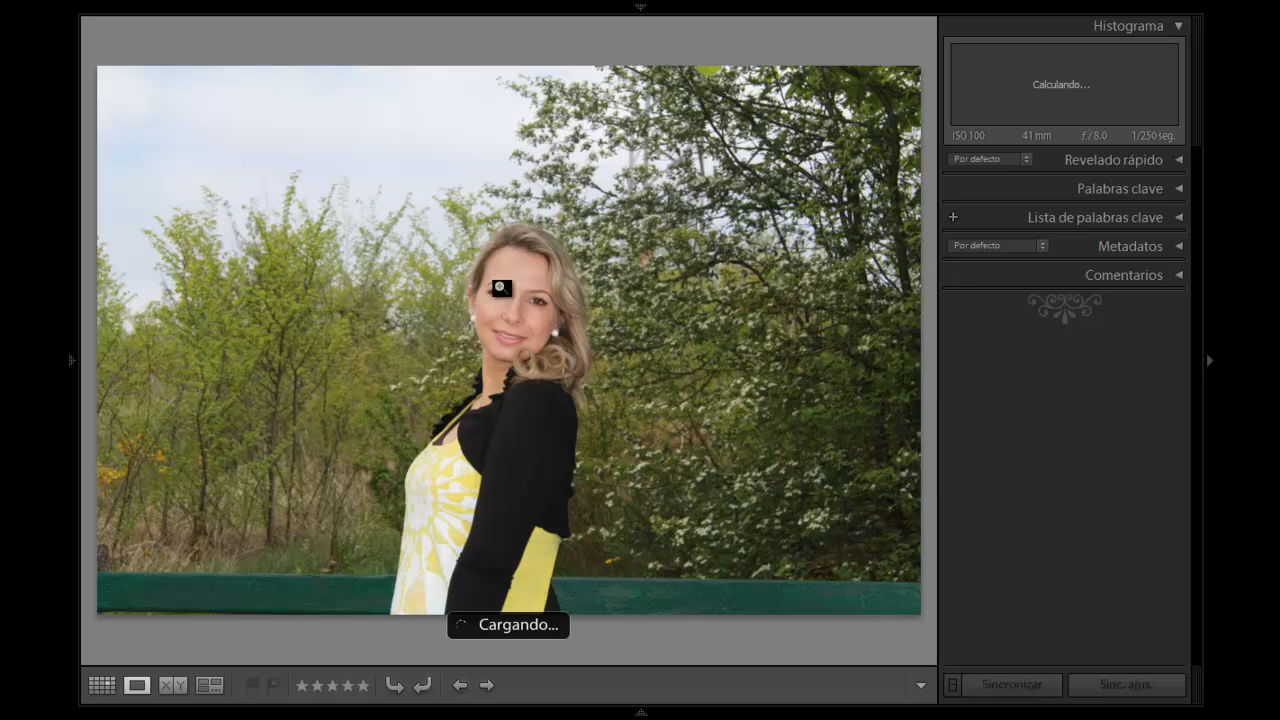 Histograma
Calculando...
ISO 100 41 mm ƒ / 8.0 1/250 seg.
Por defecto Revelado rápido
Palabras clave
+ Lista de palabras clave
Por defecto Metadatos
Comentarios
Cargando...
XY
Sincronizar Sinc. ajus.